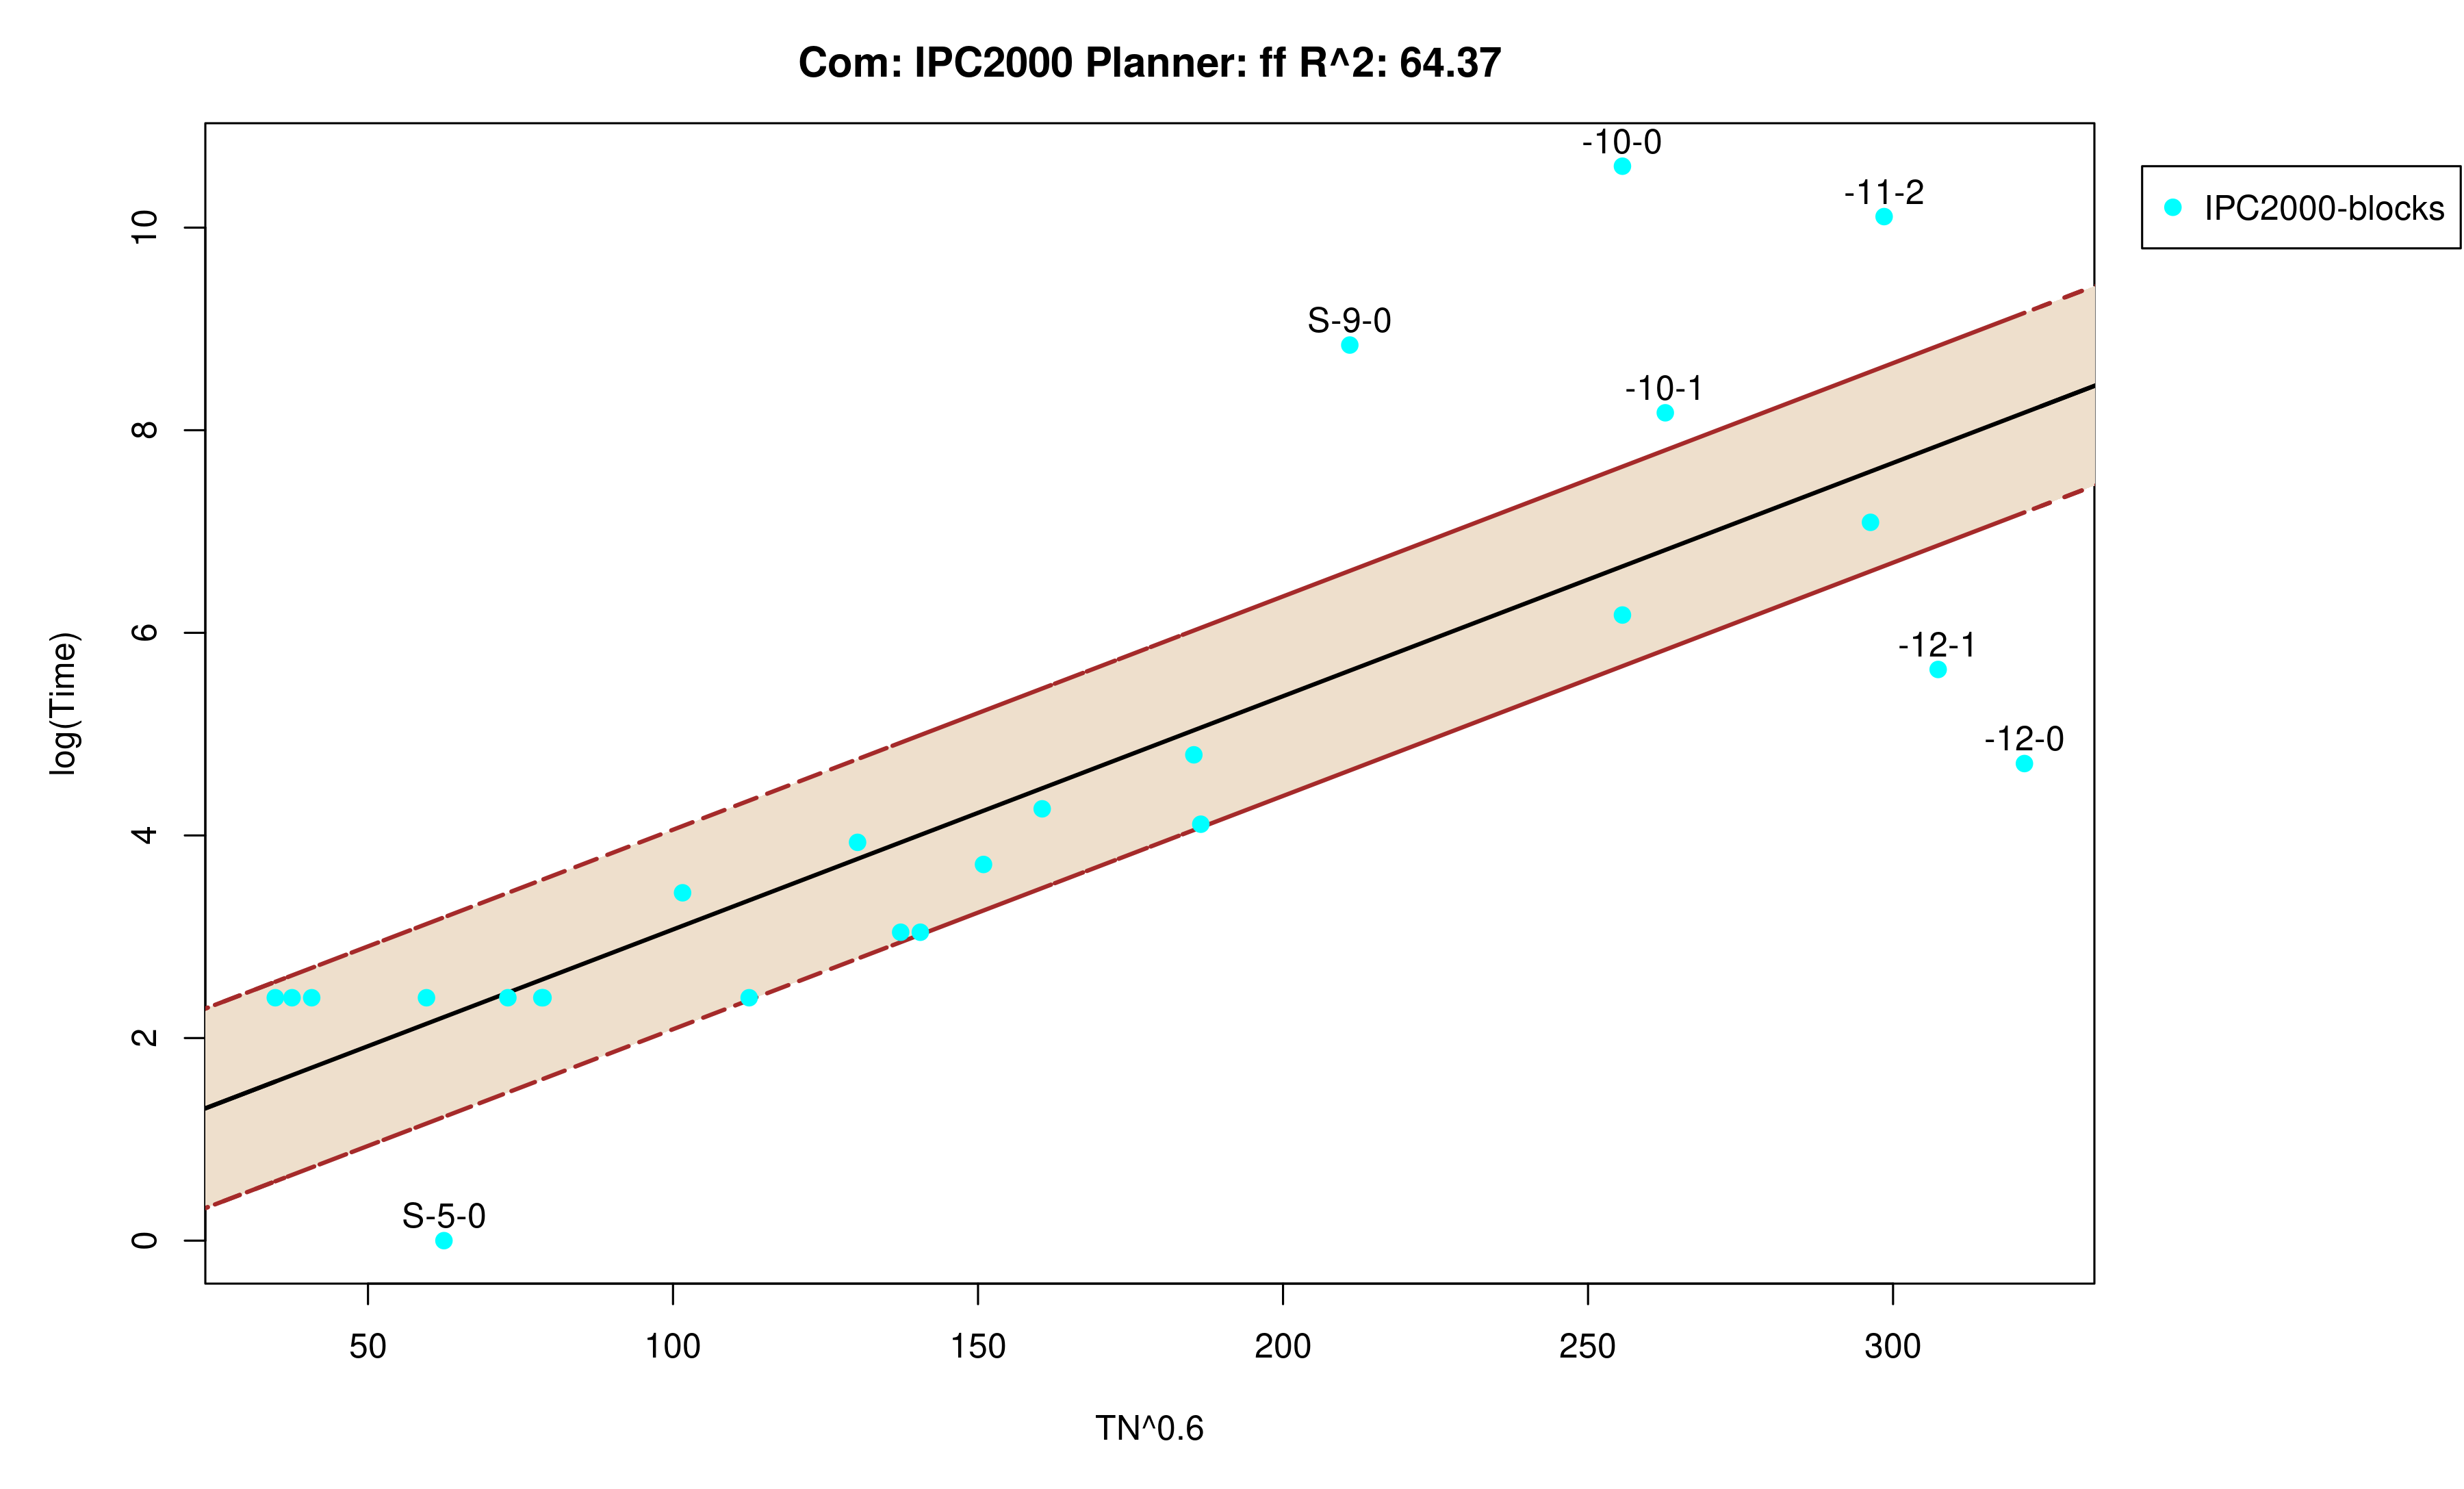 Com: IPC2000 Planner: ff R^2: 64.37
-10-0
-11-2
IPC2000-blocks
S-9-0
-10-1
-12-1
-12-0
S-5-0
log(Time)
10
8
6
4
2
0
50 100 150 200 250 300
TN^0.6